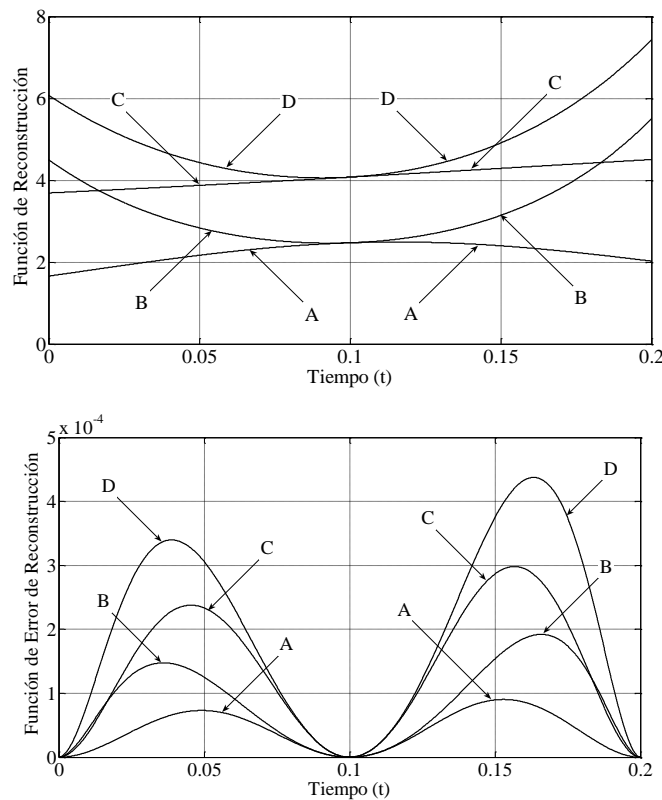 8
6
4
2
0
Función de Reconstrucción
C
D
D
C
B
A
A
B
0
0.05
0.1
0.15
0.2
Tiempo (t)
5
x 10
-4
4
3
2
1
0
Función de Error de Reconstrucción
D
C
B
A
D
C
B
A
0
0.05
0.1
0.15
0.2
Tiempo (t)